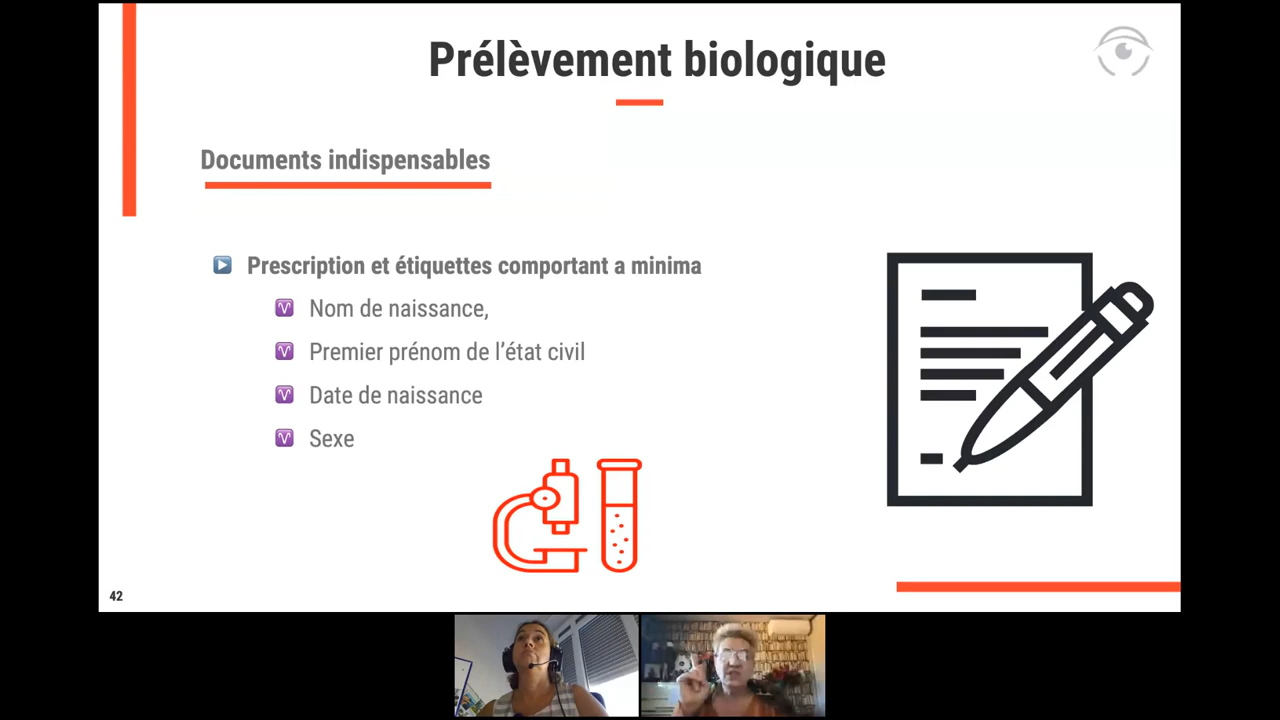 Prélèvement biologique
Documents indispensables
Prescription et étiquettes comportant a minima
Nom de naissance,
Premier prénom de l'état civil
Date de naissance
Sexe
42